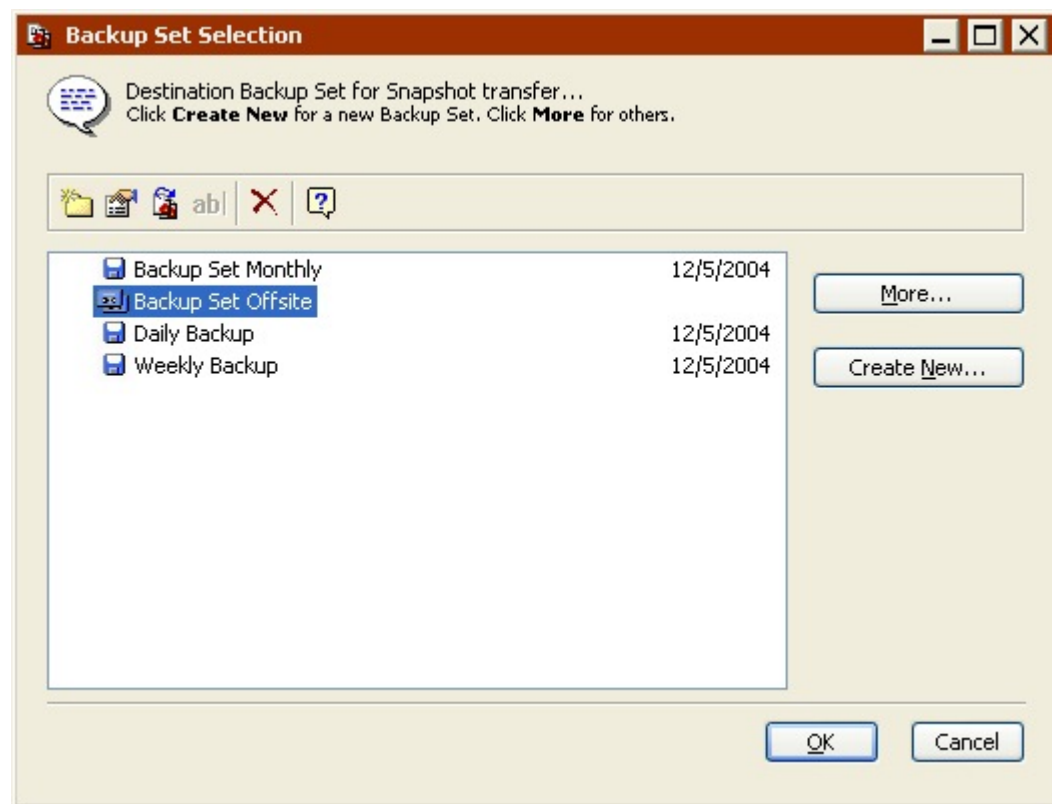 Backup Set Selection
Destination Backup Set for Snapshot transfer...
Click Create New for a new Backup Set. Click More for others.
ab|
Backup Set Monthly 12/5/2004
Backup Set Offsite
Daily Backup 12/5/2004
Weekly Backup 12/5/2004
More...
Create New...
OK Cancel